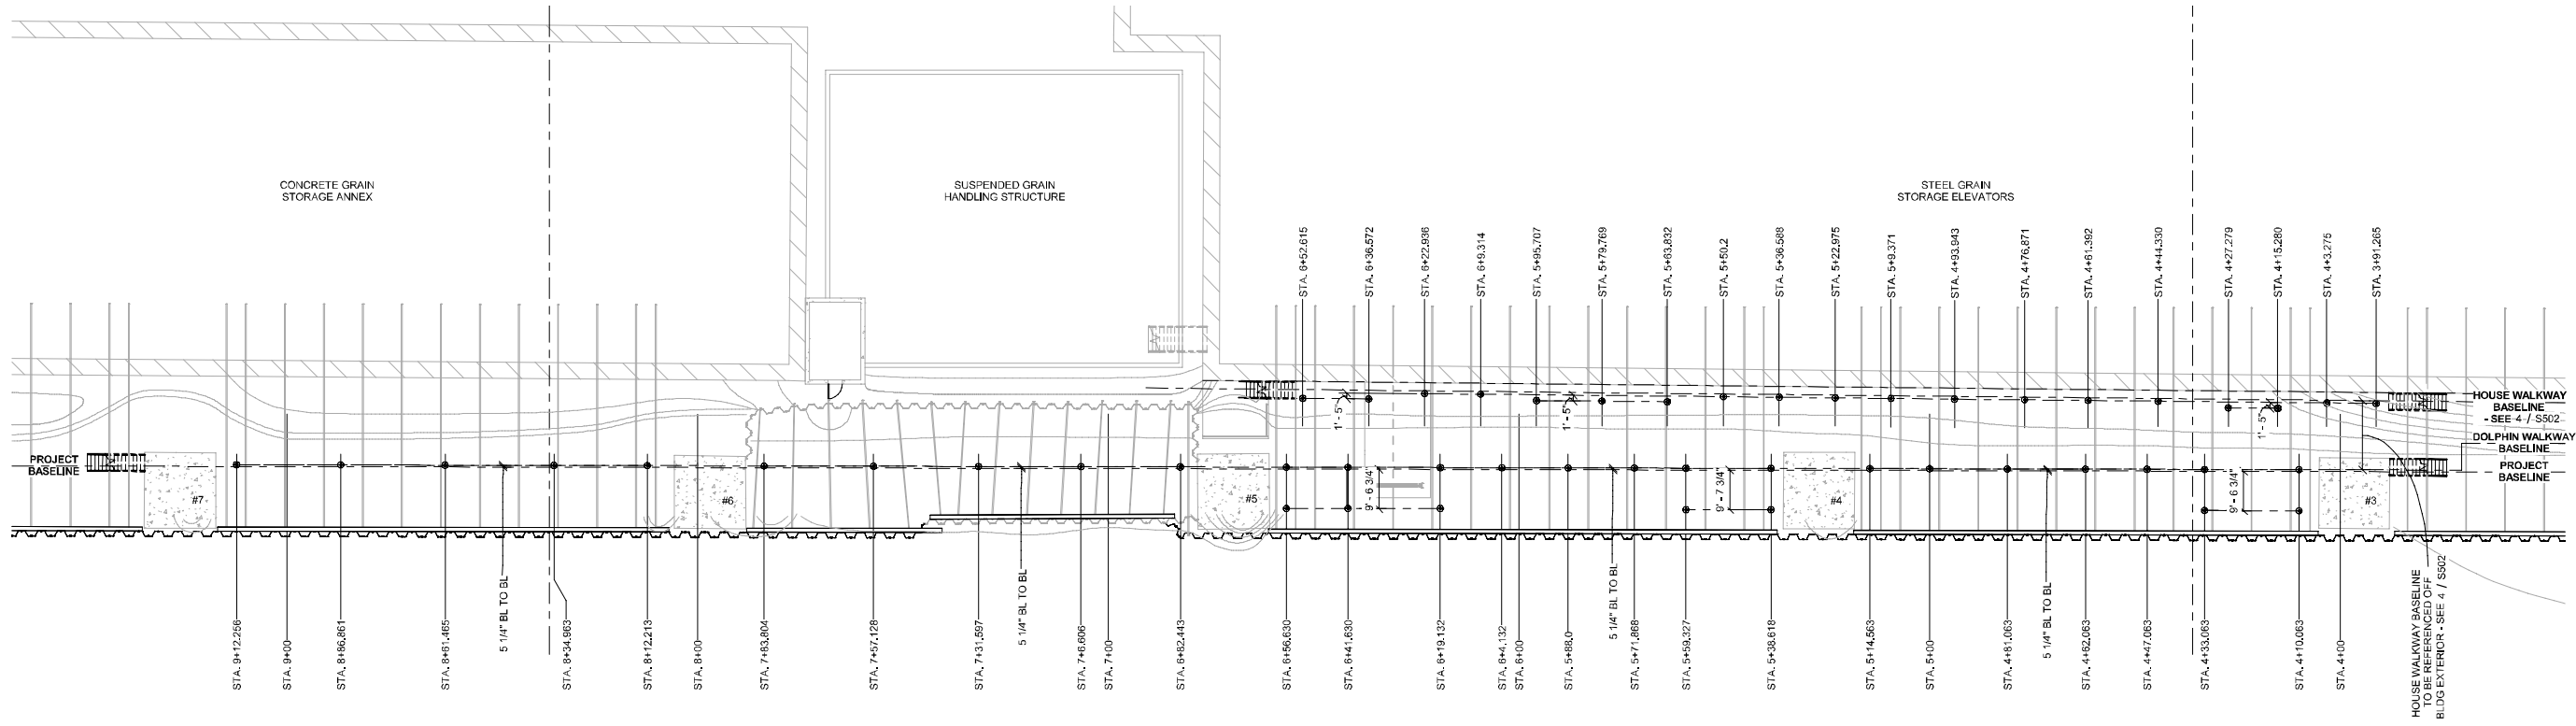 CONCRETE GRAIN
STORAGE ANNEX
SUSPENDED GRAIN
HANDLING STRUCTURE
STEEL GRAIN
STORAGE ELEVATORS
STA. 6+52.615
STA. 6+36.572
STA. 6+22.936
STA. 6+9.314
STA. 5+95.707
STA. 5+79.769
STA. 5+63.832
STA. 5+50.2
STA. 5+36.588
STA. 5+22.975
STA. 5+9.371
STA. 4+93.943
STA. 4+76.871
STA. 4+61.392
STA. 4+44.330
STA. 4+27.279
STA. 4+15.280
STA. 4+3.275
STA. 3+91.265
1' - 5"
1' - 5"
1' - 5"
HOUSE WALKWAY
BASELINE
- SEE 4 / S502
DOLPHIN WALKWAY
BASELINE
PROJECT
BASELINE
PROJECT
BASELINE
#7
#6
#5
#4
#3
9' - 6 3/4"
9' - 7 3/4"
9' - 6 3/4"
STA. 9+12.256
STA. 9+00
STA. 8+86.861
STA. 8+61.465
5 1/4" BL TO BL
STA. 8+34.963
STA. 8+12.213
STA. 8+00
STA. 7+83.804
STA. 7+57.128
STA. 7+31.597
5 1/4" BL TO BL
STA. 7+6.606
STA. 7+00
STA. 6+82.443
STA. 6+56.630
STA. 6+41.630
STA. 6+19.132
STA. 6+4.132
STA. 6+00
STA. 5+88.0
5 1/4" BL TO BL
STA. 5+71.868
STA. 5+59.327
STA. 5+38.618
STA. 5+14.563
STA. 5+00
STA. 4+81.063
5 1/4" BL TO BL
STA. 4+62.063
STA. 4+47.063
STA. 4+33.063
STA. 4+10.063
STA. 4+00
HOUSE WALKWAY BASELINE
TO BE REFERENCED OFF
BLDG EXTERIOR - SEE 4 / S502